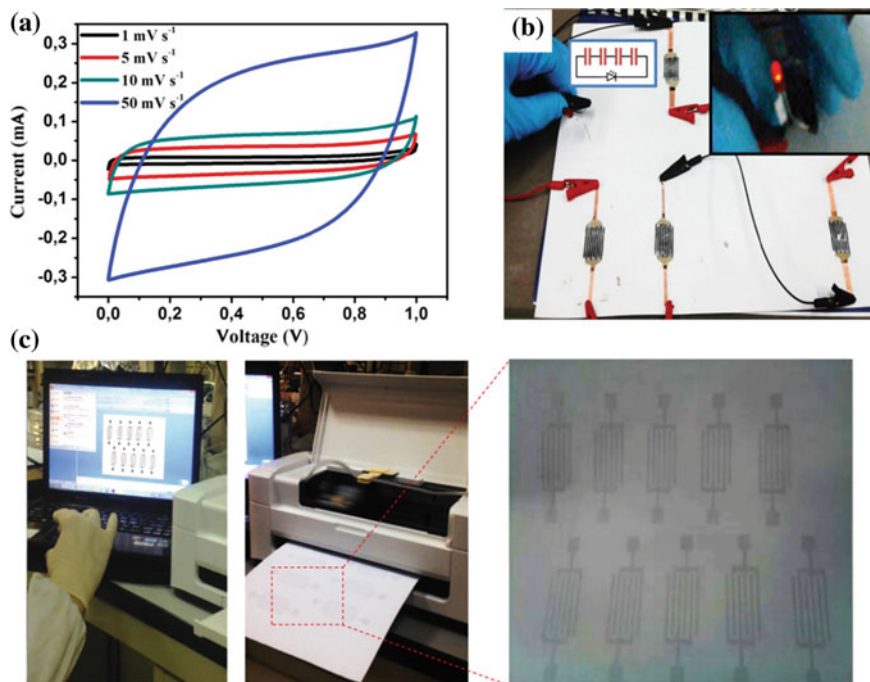 (a)
0,3
0,2
0,1
0,0
-0,1
-0,2
-0,3
Current (mA)
1 mV s⁻¹
5 mV s⁻¹
10 mV s⁻¹
50 mV s⁻¹
0,0 0,2 0,4 0,6 0,8 1,0
Voltage (V)
(b)
(c)